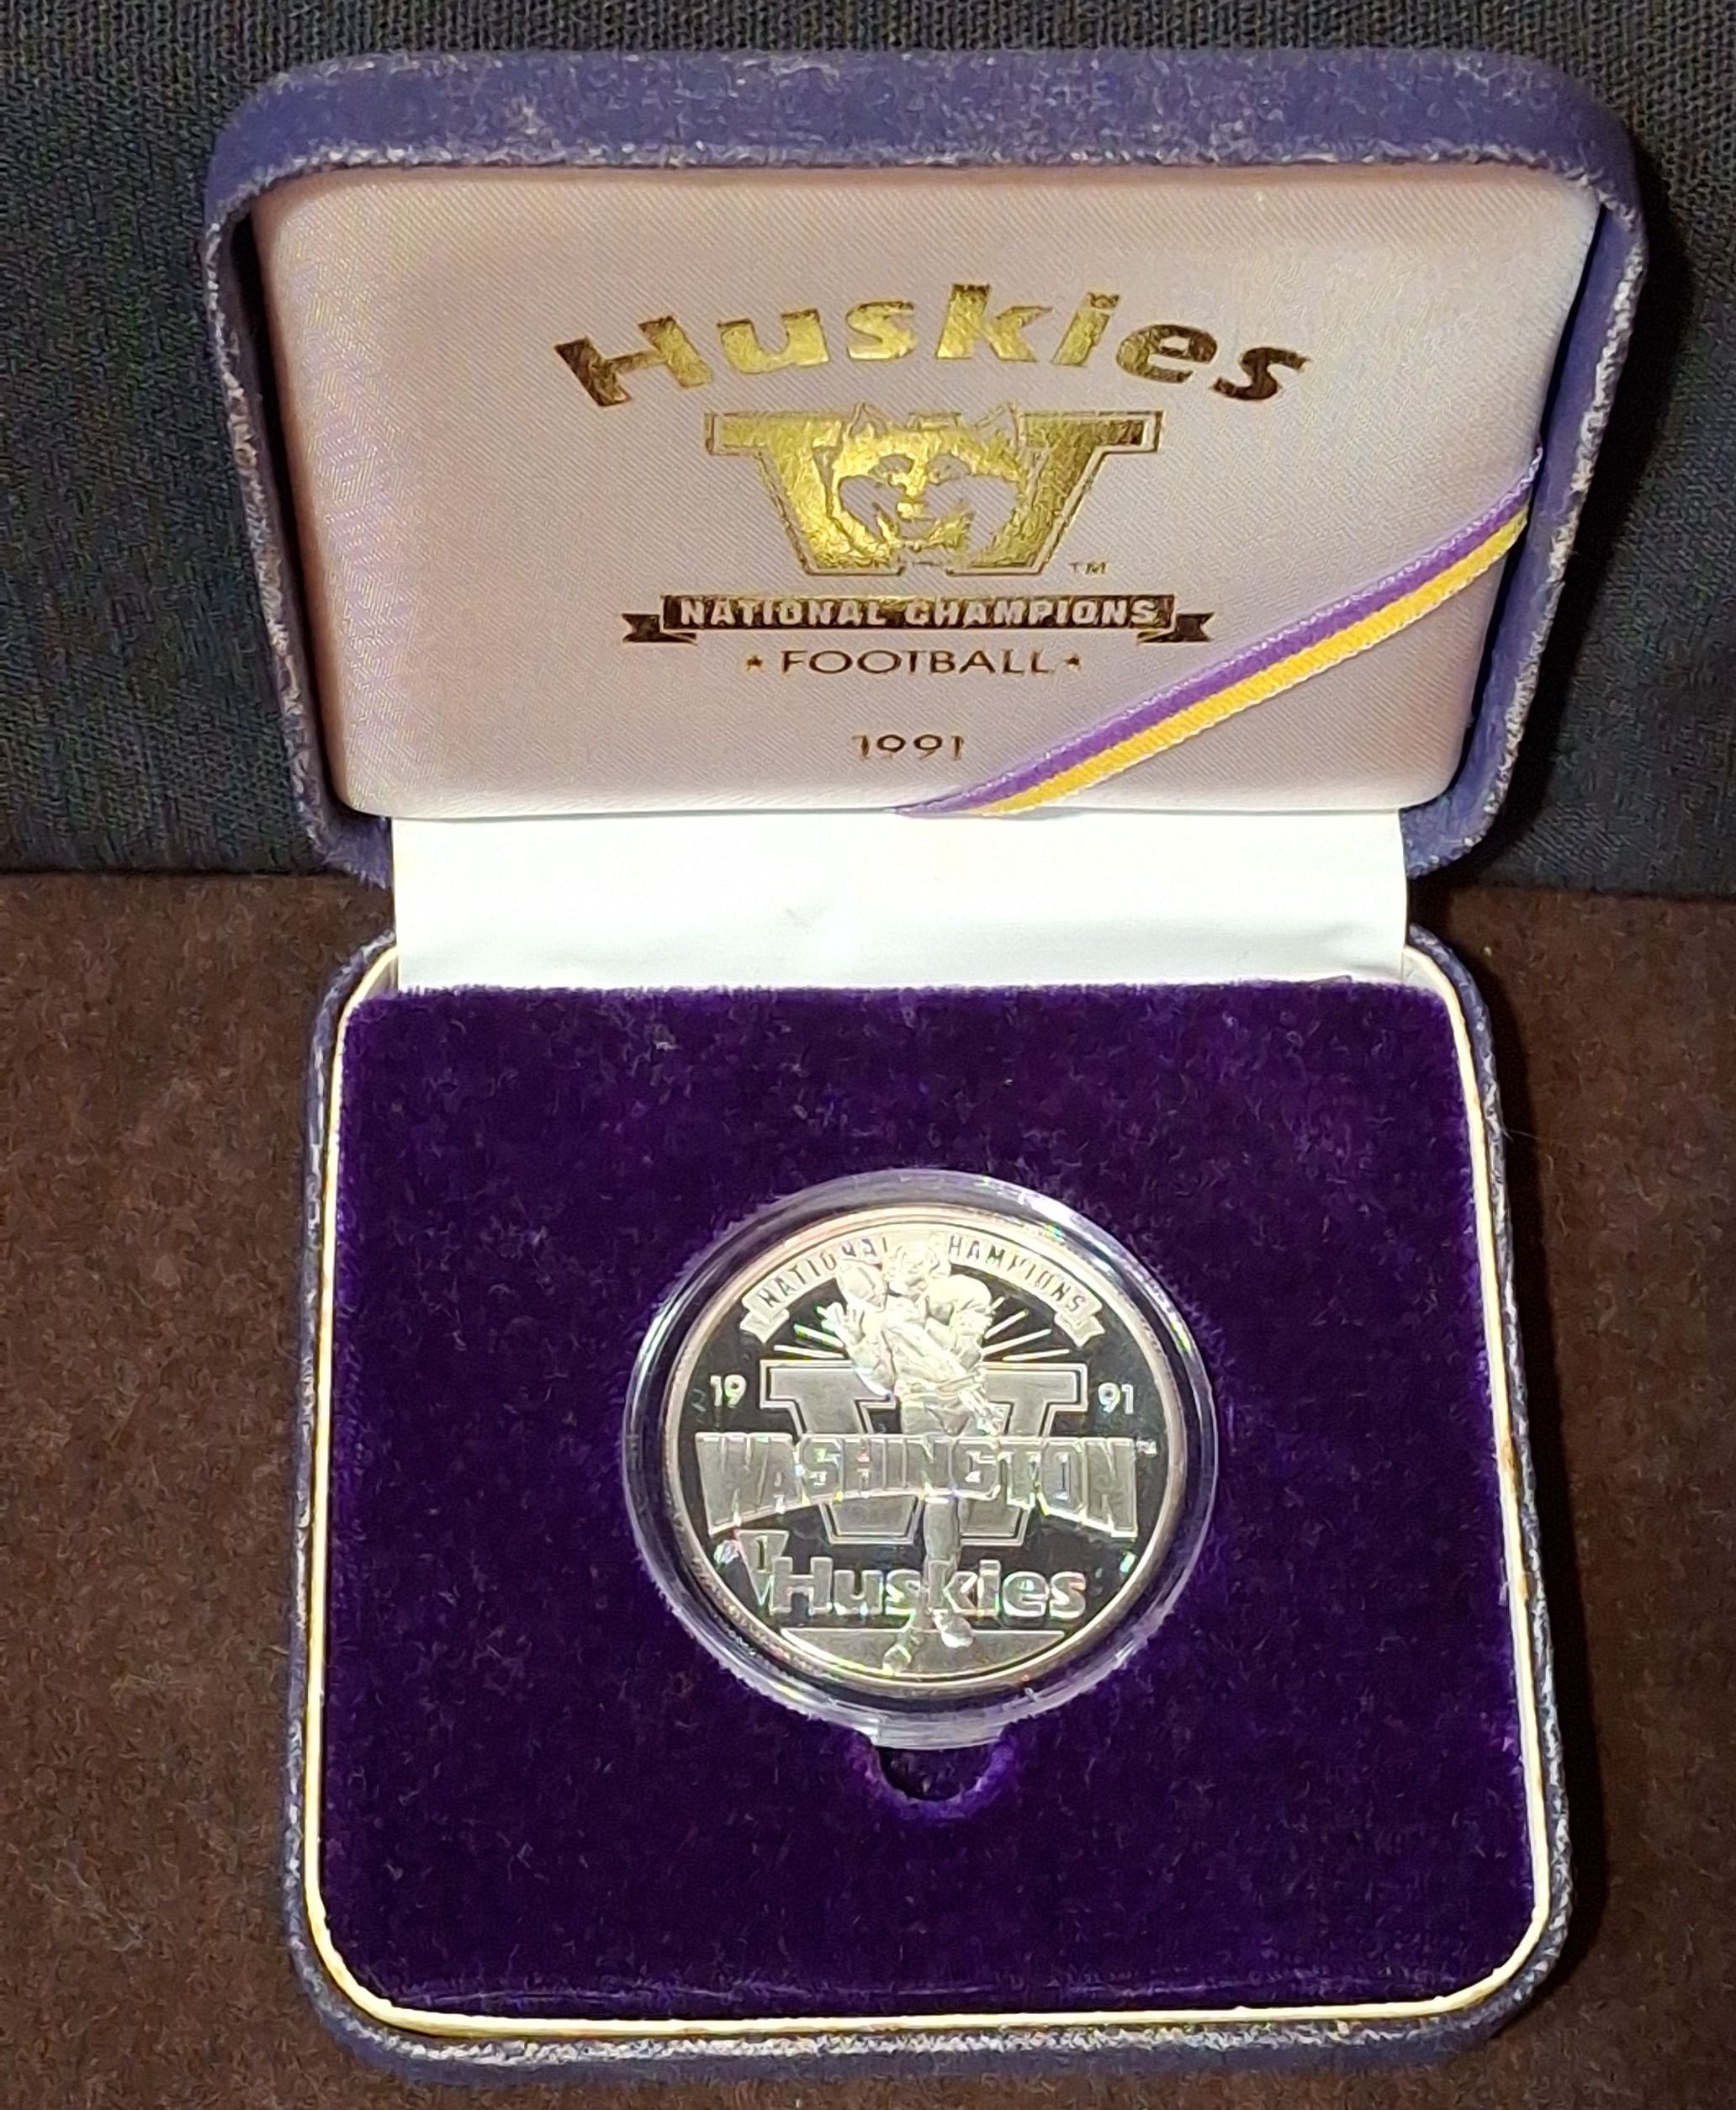 Huskies
W
TM
NATIONAL CHAMPIONS
★ FOOTBALL ★
1991
NATIONAL CHAMPIONS
19 91
W
WASHINGTON TM
Huskies